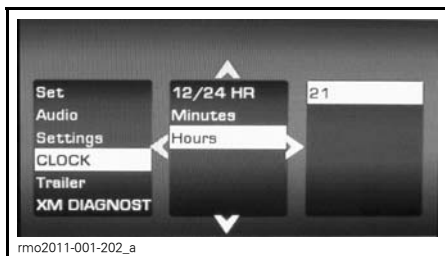 Set
Audio
Settings
CLOCK
Trailer
XM DIAGNOST
12/24 HR
Minutes
Hours
21
rmo2011-001-202_a